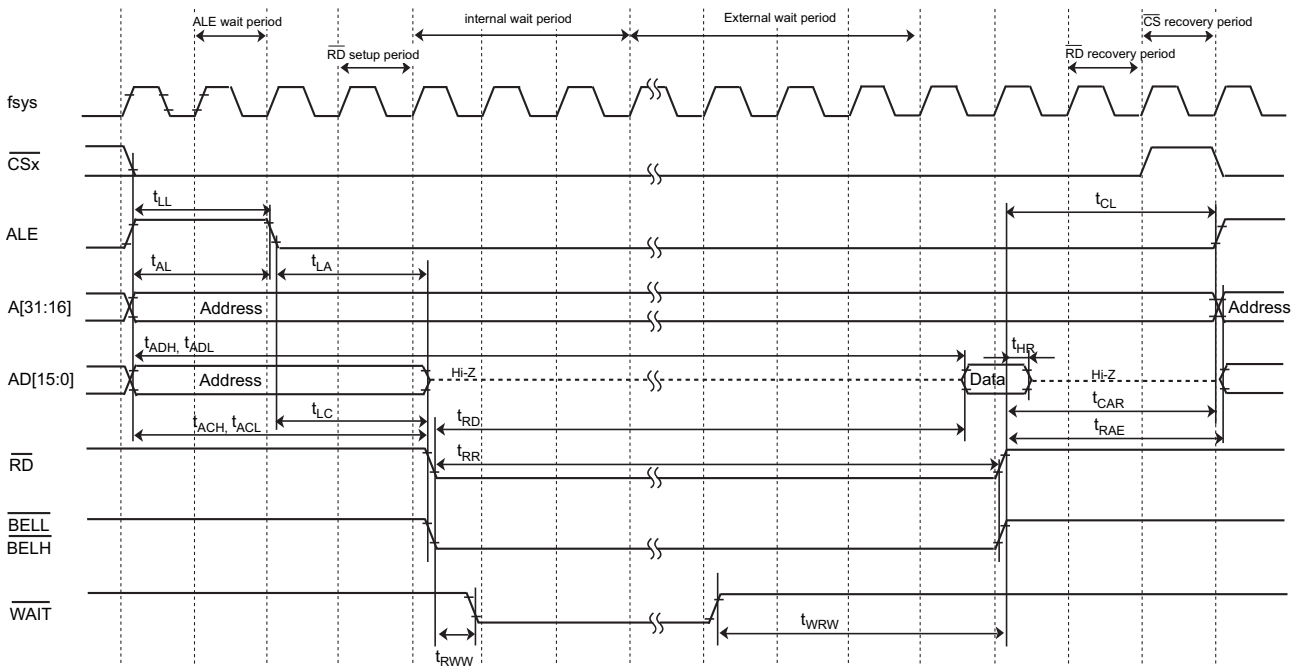 ALE wait period
internal wait period
External wait period
CS recovery period
RD setup period
RD recovery period
fsys
CSx
tLL
tCL
ALE
tAL
tLA
A[31:16]
Address
Address
tADH, tADL
tHR
AD[15:0]
Address
Hi-Z
Data
Hi-Z
tLC
tRD
tCAR
tACH, tACL
tRAE
RD
tRR
BELL
BELH
WAIT
tWRW
tRWW